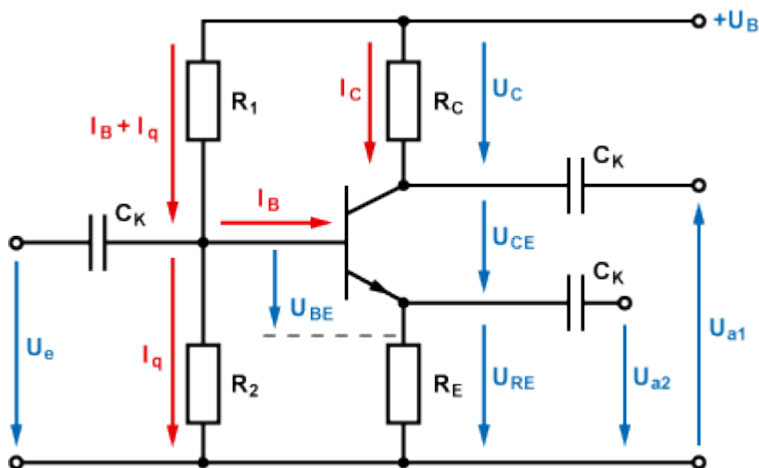 +U_B
I_C
R_C
U_C
R_1
I_B + I_q
C_K
C_K
I_B
U_CE
C_K
U_BE
U_a1
U_e
I_q
R_2
R_E
U_RE
U_a2